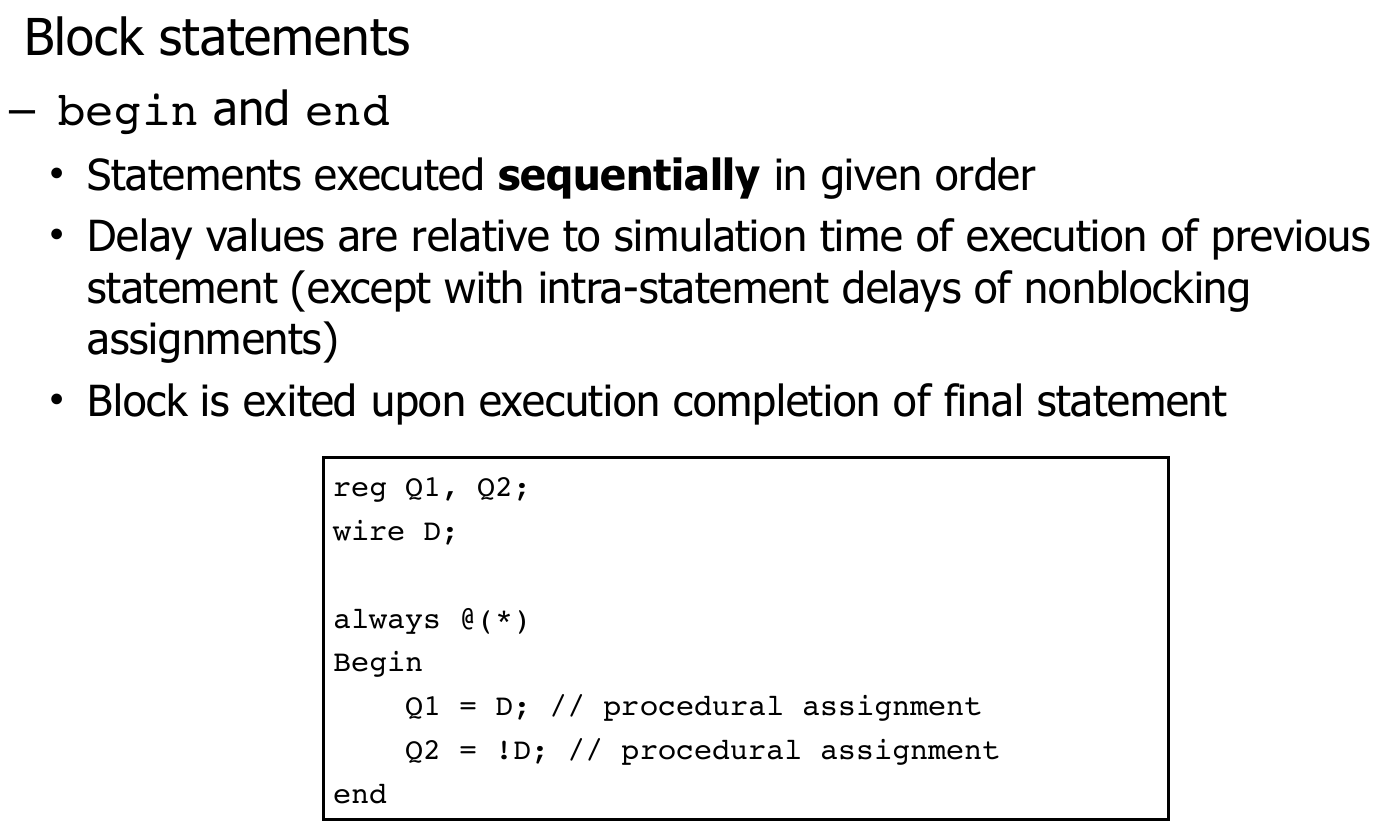 Block statements
– begin and end
• Statements executed sequentially in given order
• Delay values are relative to simulation time of execution of previous
statement (except with intra-statement delays of nonblocking
assignments)
• Block is exited upon execution completion of final statement
reg Q1, Q2;
wire D;
always @(*)
Begin
    Q1 = D; // procedural assignment
    Q2 = !D; // procedural assignment
end